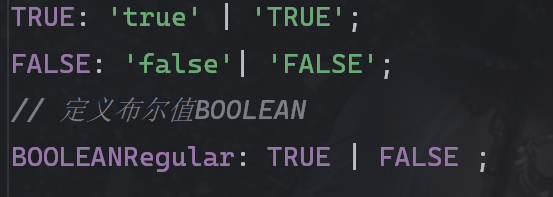 TRUE: 'true' | 'TRUE';
FALSE: 'false'| 'FALSE';
// 定义布尔值BOOLEAN
BOOLEANRegular: TRUE | FALSE ;